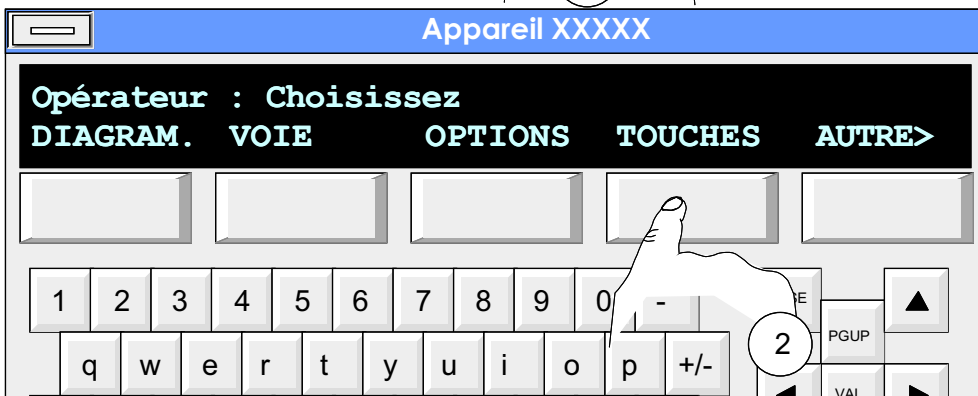 Appareil XXXXX
Opérateur : Choisissez
DIAGRAM. VOIE OPTIONS TOUCHES AUTRE>
1 2 3 4 5 6 7 8 9 0 -
q w e r t y u i o p +/-
2
PGUP
VAL